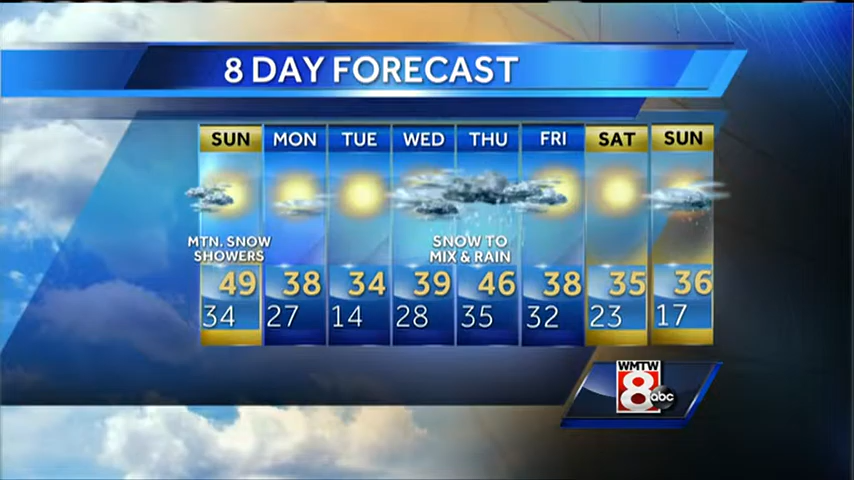 8 DAY FORECAST
SUN MON TUE WED THU FRI SAT SUN
MTN. SNOW
SHOWERS
SNOW TO
MIX & RAIN
49 38 34 39 46 38 35 36
34 27 14 28 35 32 23 17
WMTW
8
abc